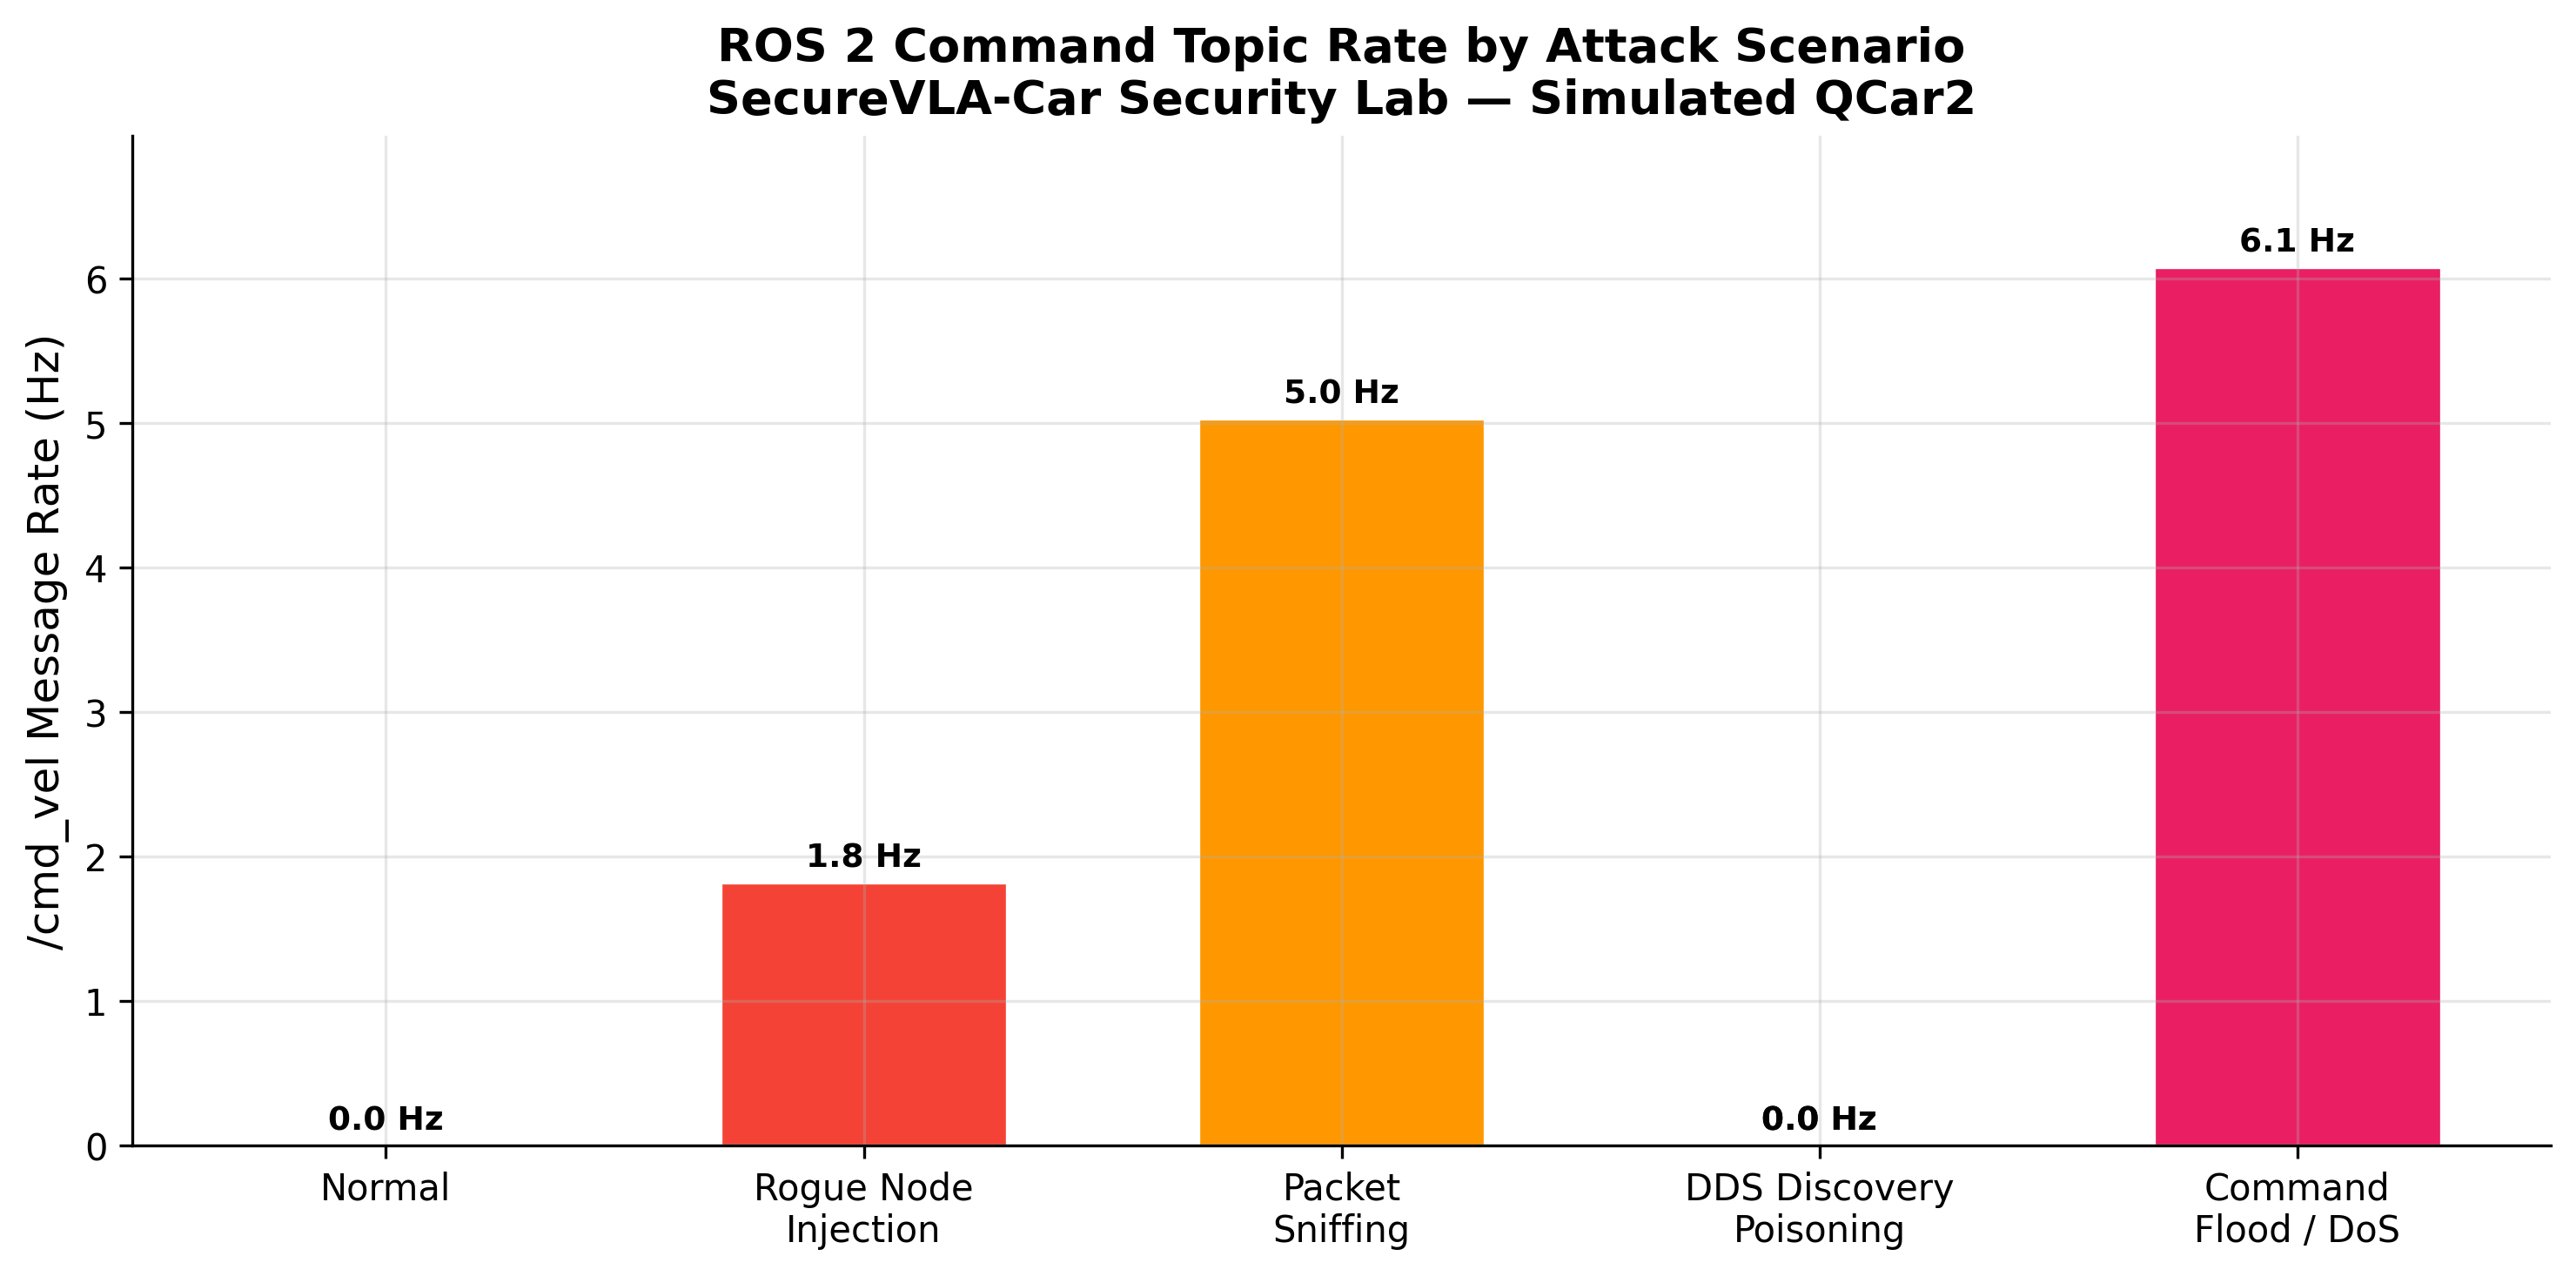 ROS 2 Command Topic Rate by Attack Scenario
SecureVLA-Car Security Lab — Simulated QCar2
/cmd_vel Message Rate (Hz)
6
5
4
3
2
1
0
0.0 Hz
1.8 Hz
5.0 Hz
0.0 Hz
6.1 Hz
Normal
Rogue Node
Injection
Packet
Sniffing
DDS Discovery
Poisoning
Command
Flood / DoS